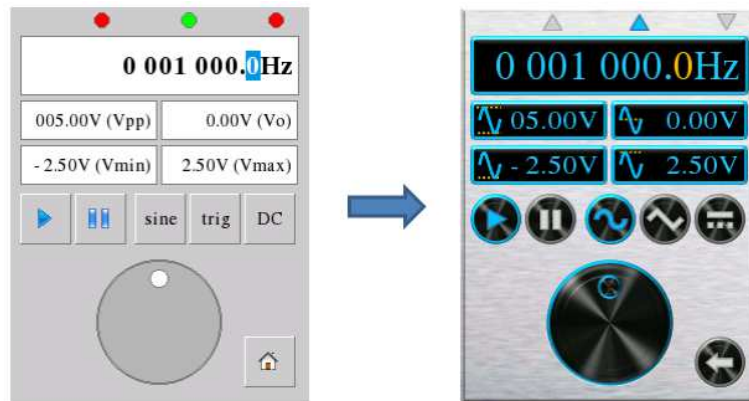 0 001 000.0Hz
005.00V (Vpp) 0.00V (Vo)
- 2.50V (Vmin) 2.50V (Vmax)
sine trig DC
0 001 000.0Hz
05.00V 0.00V
- 2.50V 2.50V